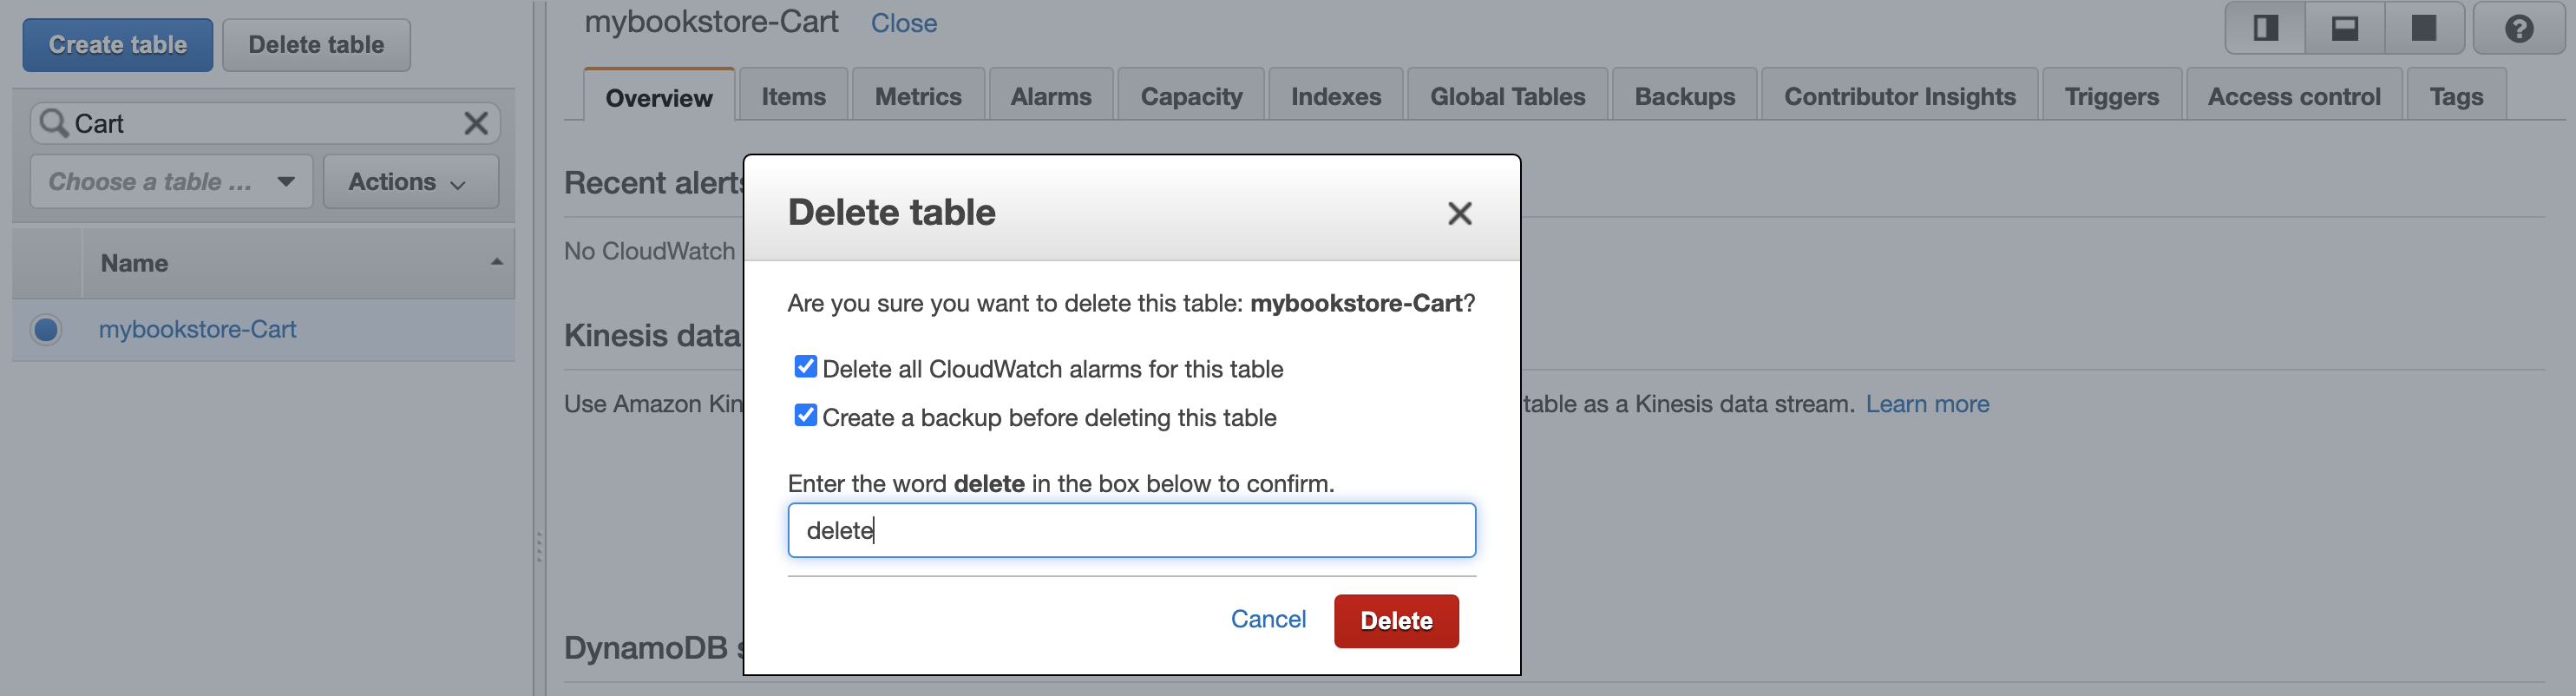 Create table Delete table
mybookstore-Cart Close
Cart
Choose a table ... Actions
Name
mybookstore-Cart
Overview Items Metrics Alarms Capacity Indexes Global Tables Backups Contributor Insights Triggers Access control Tags
Recent alerts
No CloudWatch
Kinesis data
Use Amazon Kin
table as a Kinesis data stream. Learn more
DynamoDB
Delete table
Are you sure you want to delete this table: mybookstore-Cart?
Delete all CloudWatch alarms for this table
Create a backup before deleting this table
Enter the word delete in the box below to confirm.
delete
Cancel Delete